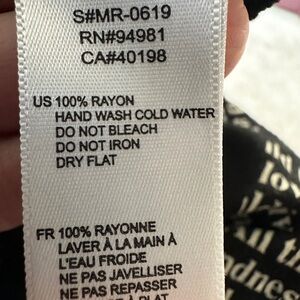 S#MR-0619
RN#94981
CA#40198
US 100% RAYON
HAND WASH COLD WATER
DO NOT BLEACH
DO NOT IRON
DRY FLAT
FR 100% RAYONNE
LAVER À LA MAIN À
L'EAU FROIDE
NE PAS JAVELLISER
NE PAS REPASSER
À PLAT